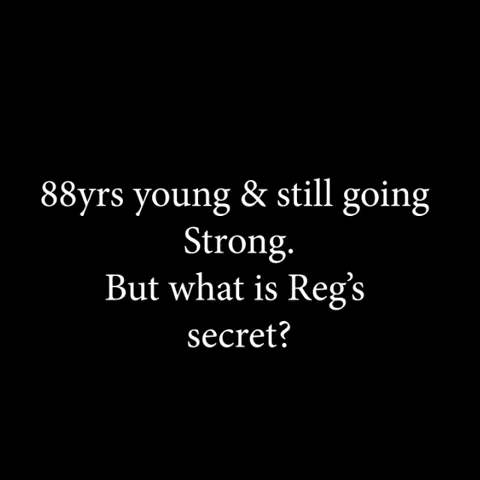 88yrs young & still going
Strong.
But what is Reg’s
secret?